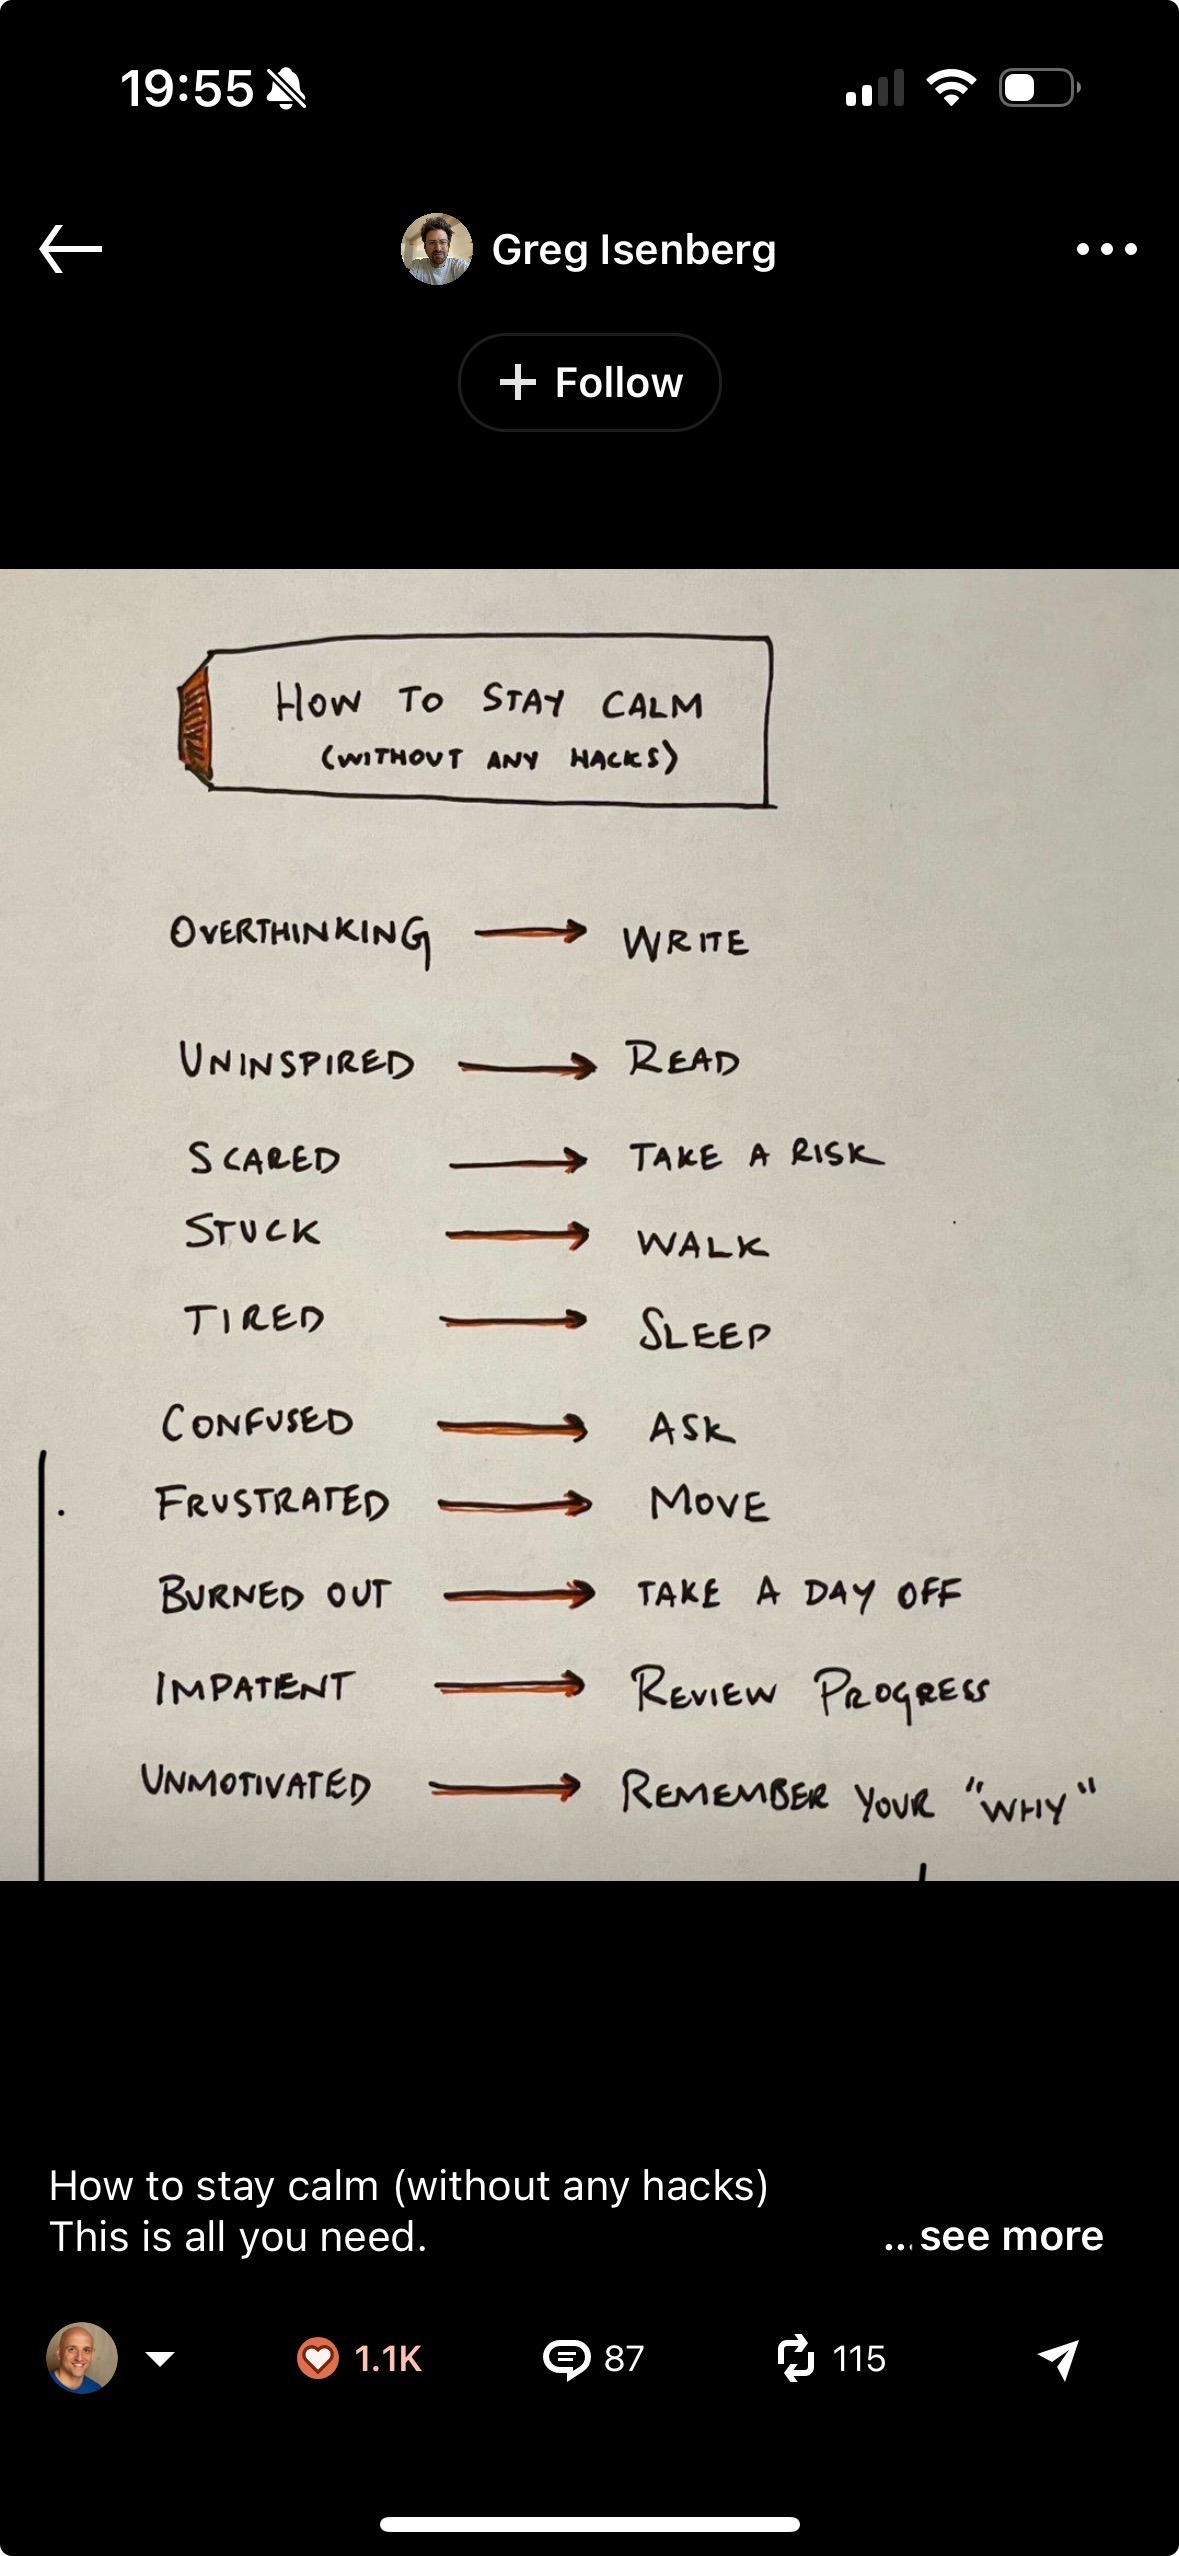 19:55
Greg Isenberg
+ Follow
HOW TO STAY CALM
(WITHOUT ANY HACKS)
OVERTHINKING → WRITE
UNINSPIRED → READ
SCARED → TAKE A RISK
STUCK → WALK
TIRED → SLEEP
CONFUSED → ASK
FRUSTRATED → MOVE
BURNED OUT → TAKE A DAY OFF
IMPATIENT → REVIEW PROGRESS
UNMOTIVATED → REMEMBER YOUR "WHY"
How to stay calm (without any hacks)
This is all you need. ...see more
1.1K 87 115